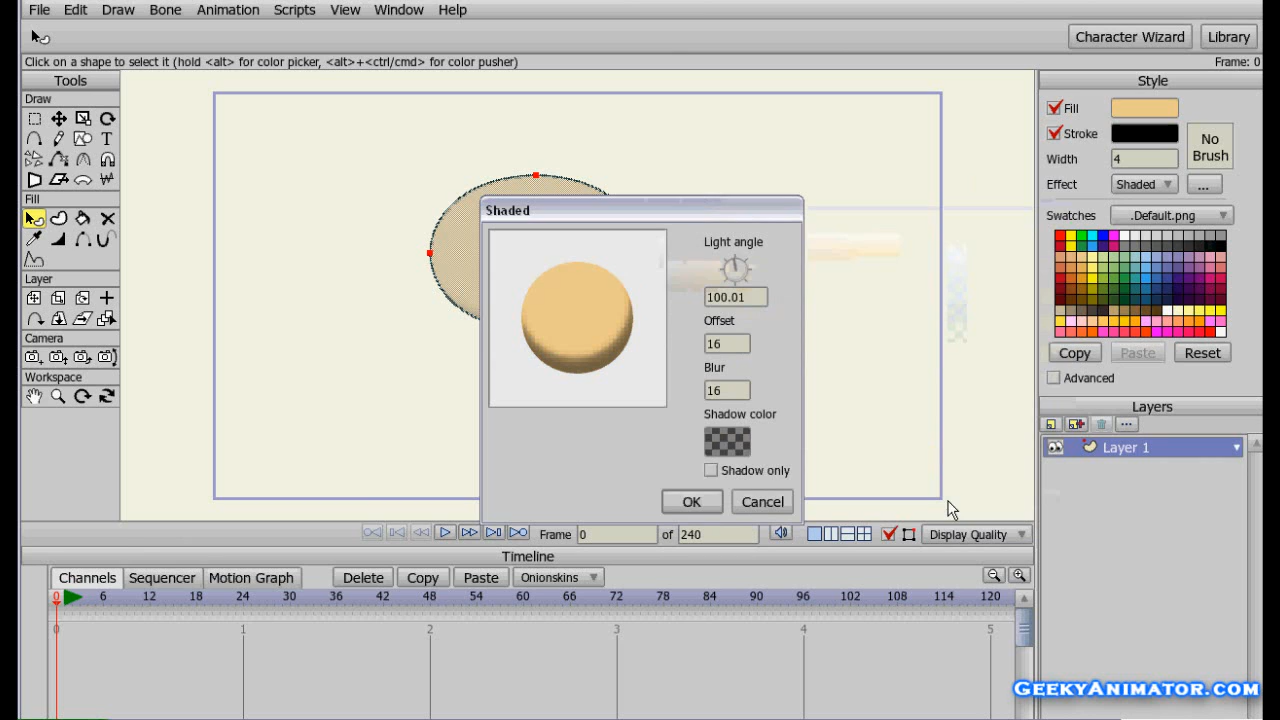 File Edit Draw Bone Animation Scripts View Window Help
Character Wizard Library
Click on a shape to select it (hold <alt> for color picker, <alt>+<ctrl/cmd> for color pusher) Frame: 0
Tools
Draw
T
Fill
Layer
Camera
Workspace
Style
Fill
Stroke
No Brush
Width 4
Effect Shaded ...
Swatches .Default.png
Copy Paste Reset
Advanced
Layers
...
Layer 1
Shaded
Light angle
100.01
Offset
16
Blur
16
Shadow color
Shadow only
OK Cancel
Frame 0 of 240 Display Quality
Timeline
Channels Sequencer Motion Graph Delete Copy Paste Onionskins
0 6 12 18 24 30 36 42 48 54 60 66 72 78 84 90 96 102 108 114 120
0 1 2 3 4 5
GeekyAnimator.com